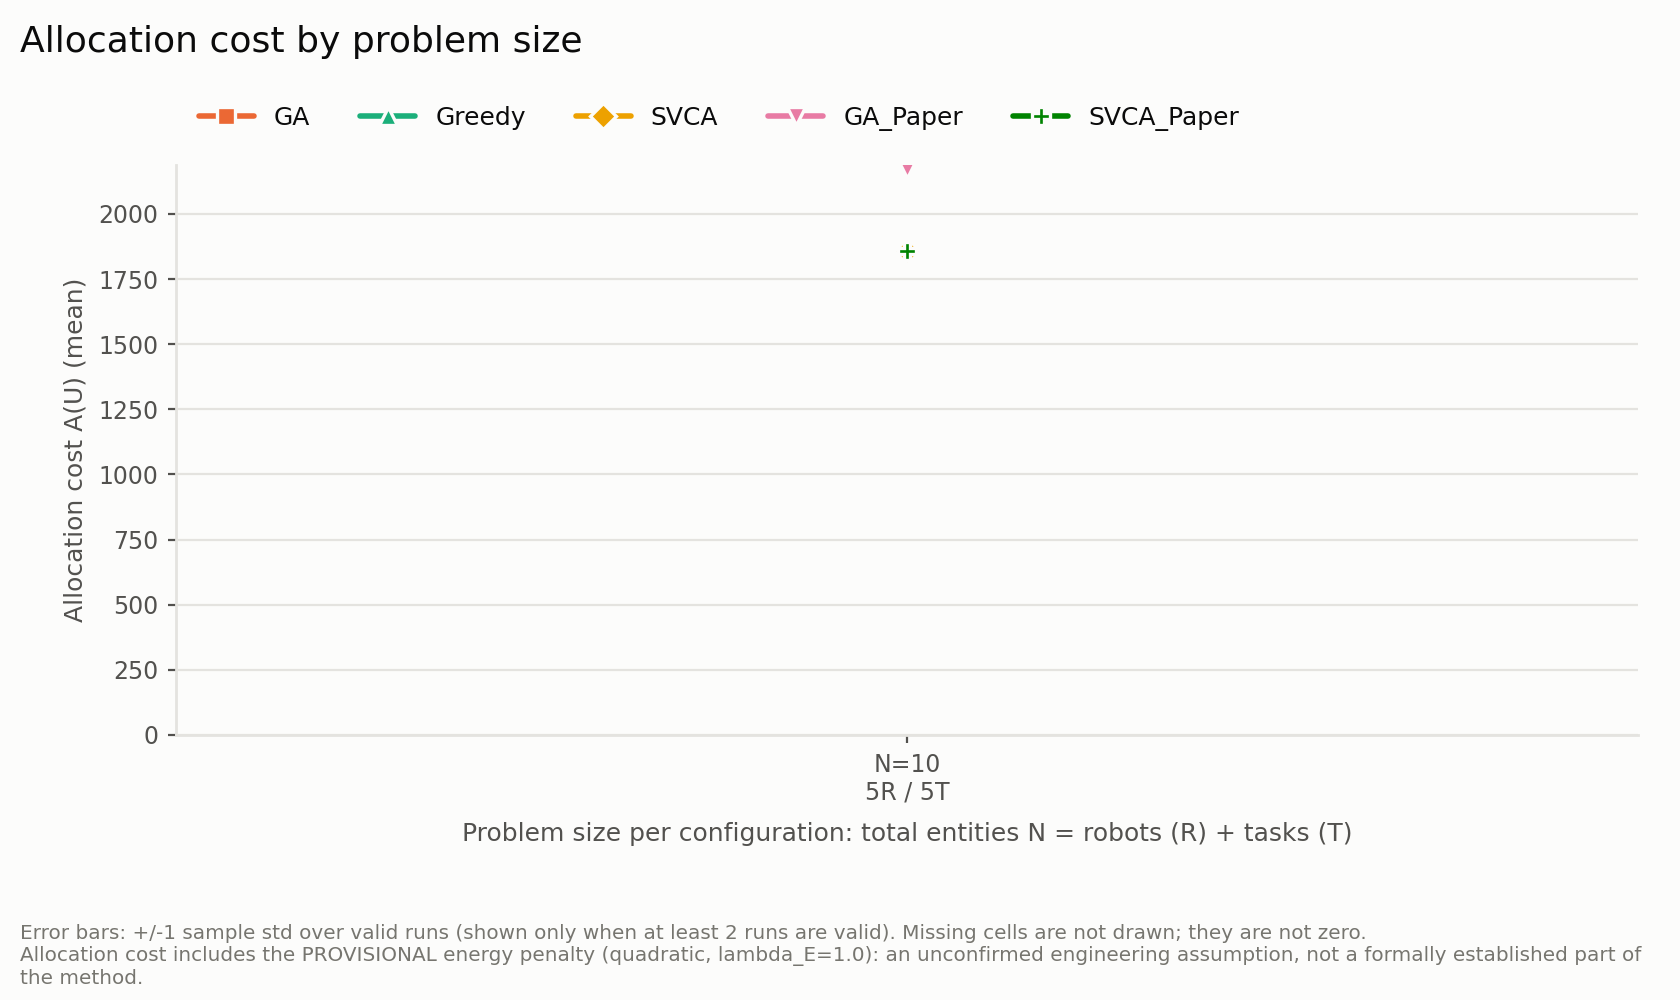 Allocation cost by problem size
GA
Greedy
SVCA
GA_Paper
SVCA_Paper
Allocation cost A(U) (mean)
2000
1750
1500
1250
1000
750
500
250
0
N=10
5R / 5T
Problem size per configuration: total entities N = robots (R) + tasks (T)
Error bars: +/-1 sample std over valid runs (shown only when at least 2 runs are valid). Missing cells are not drawn; they are not zero.
Allocation cost includes the PROVISIONAL energy penalty (quadratic, lambda_E=1.0): an unconfirmed engineering assumption, not a formally established part of
the method.